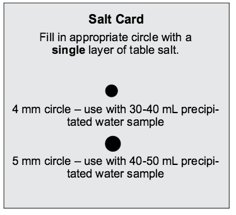 Salt Card
Fill in appropriate circle with a
single layer of table salt.
4 mm circle – use with 30-40 mL precipi-
tated water sample
5 mm circle – use with 40-50 mL precipi-
tated water sample